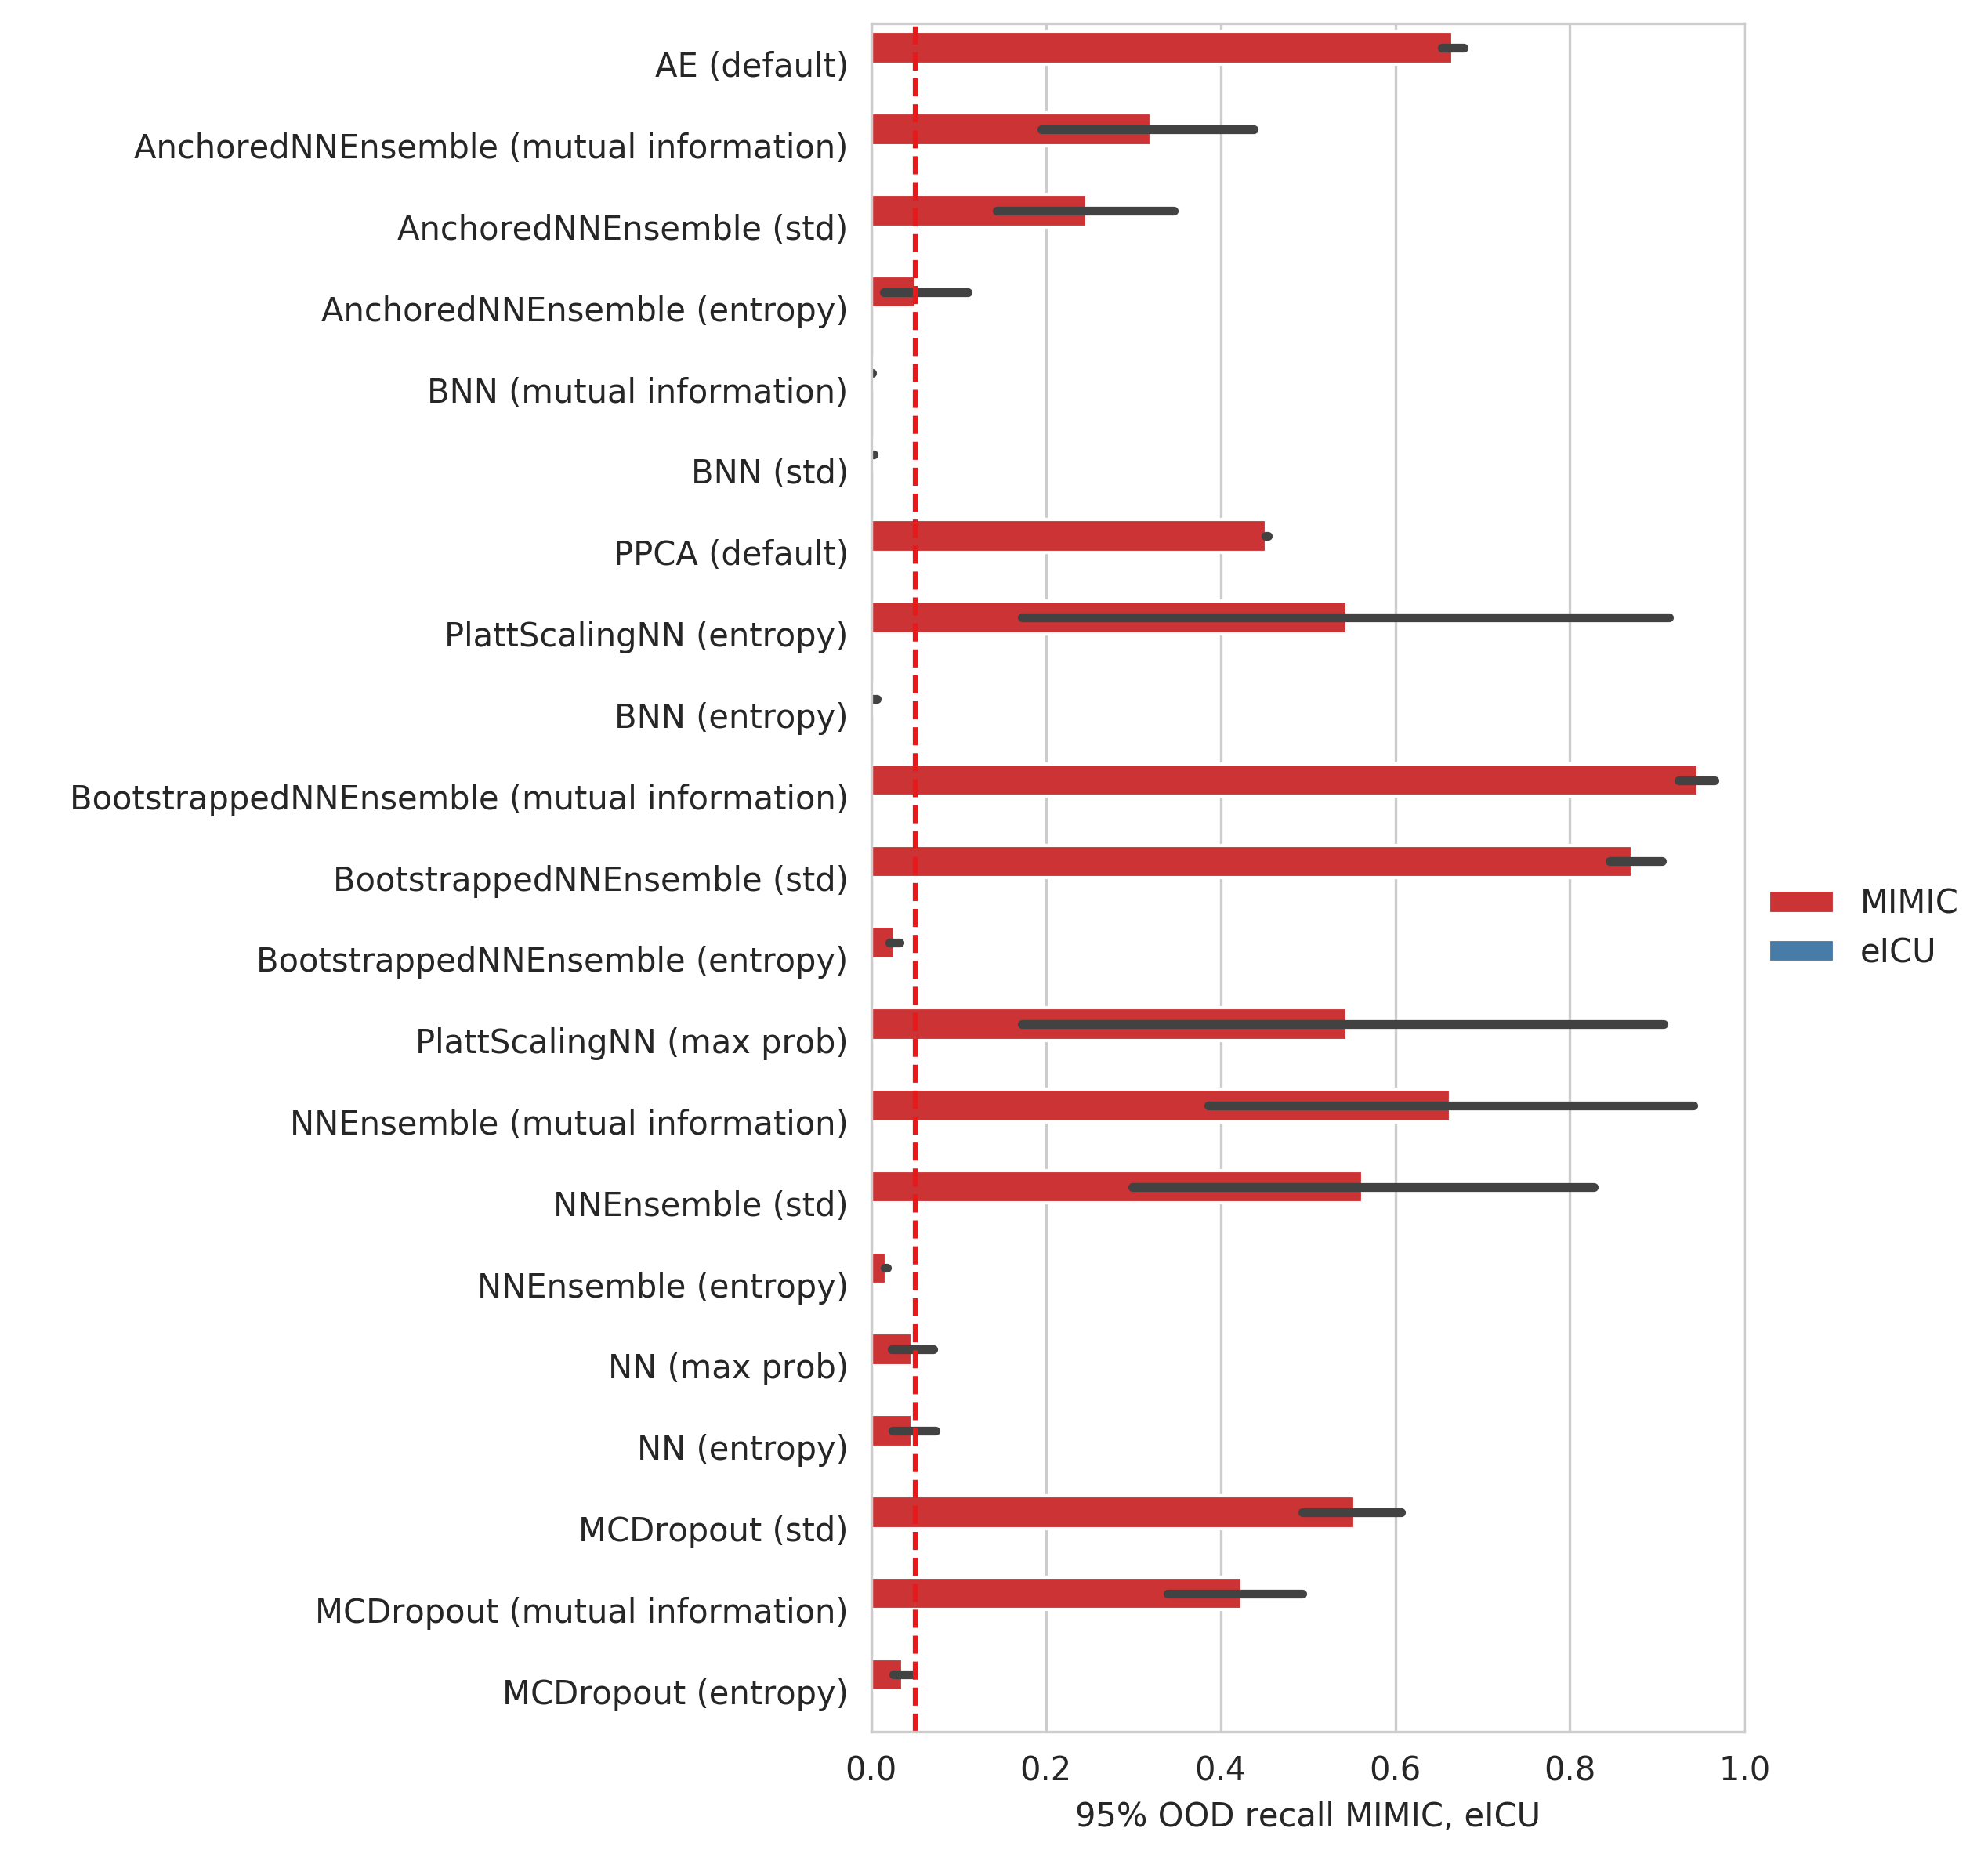 AE (default)
AnchoredNNEnsemble (mutual information)
AnchoredNNEnsemble (std)
AnchoredNNEnsemble (entropy)
BNN (mutual information)
BNN (std)
PPCA (default)
PlattScalingNN (entropy)
BNN (entropy)
BootstrappedNNEnsemble (mutual information)
BootstrappedNNEnsemble (std)
BootstrappedNNEnsemble (entropy)
PlattScalingNN (max prob)
NNEnsemble (mutual information)
NNEnsemble (std)
NNEnsemble (entropy)
NN (max prob)
NN (entropy)
MCDropout (std)
MCDropout (mutual information)
MCDropout (entropy)
0.0 0.2 0.4 0.6 0.8 1.0
95% OOD recall MIMIC, eICU
MIMIC
eICU